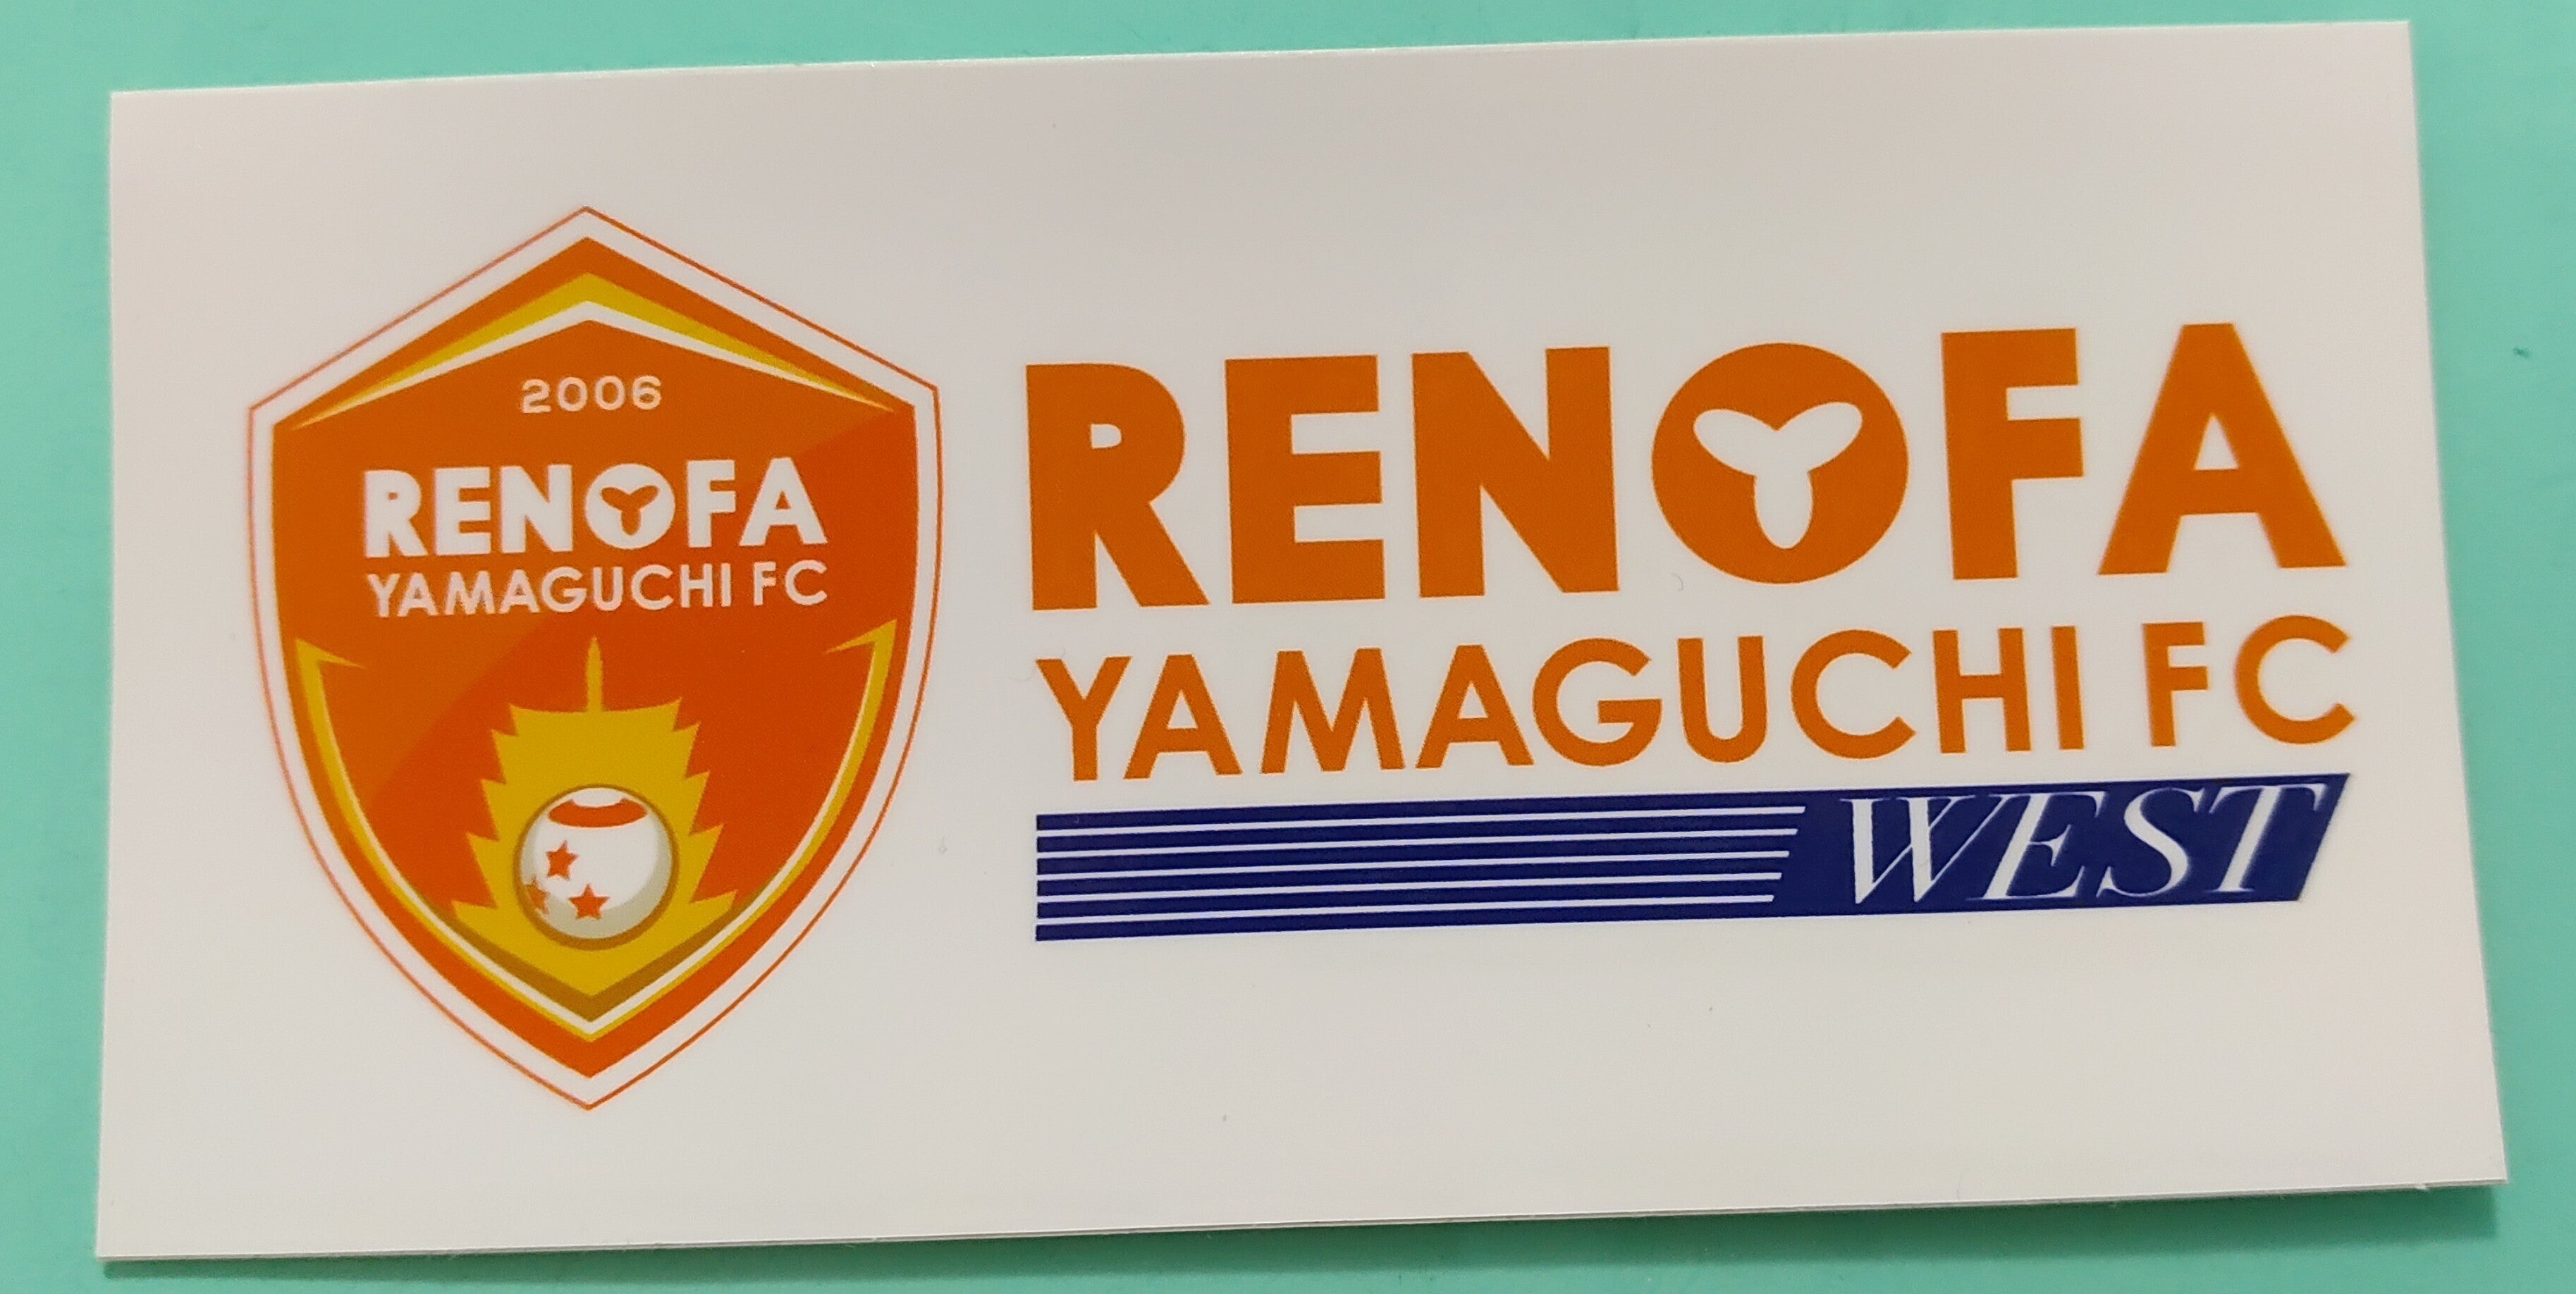 2006
RENOFA
YAMAGUCHI FC
RENOFA
YAMAGUCHI FC
WEST